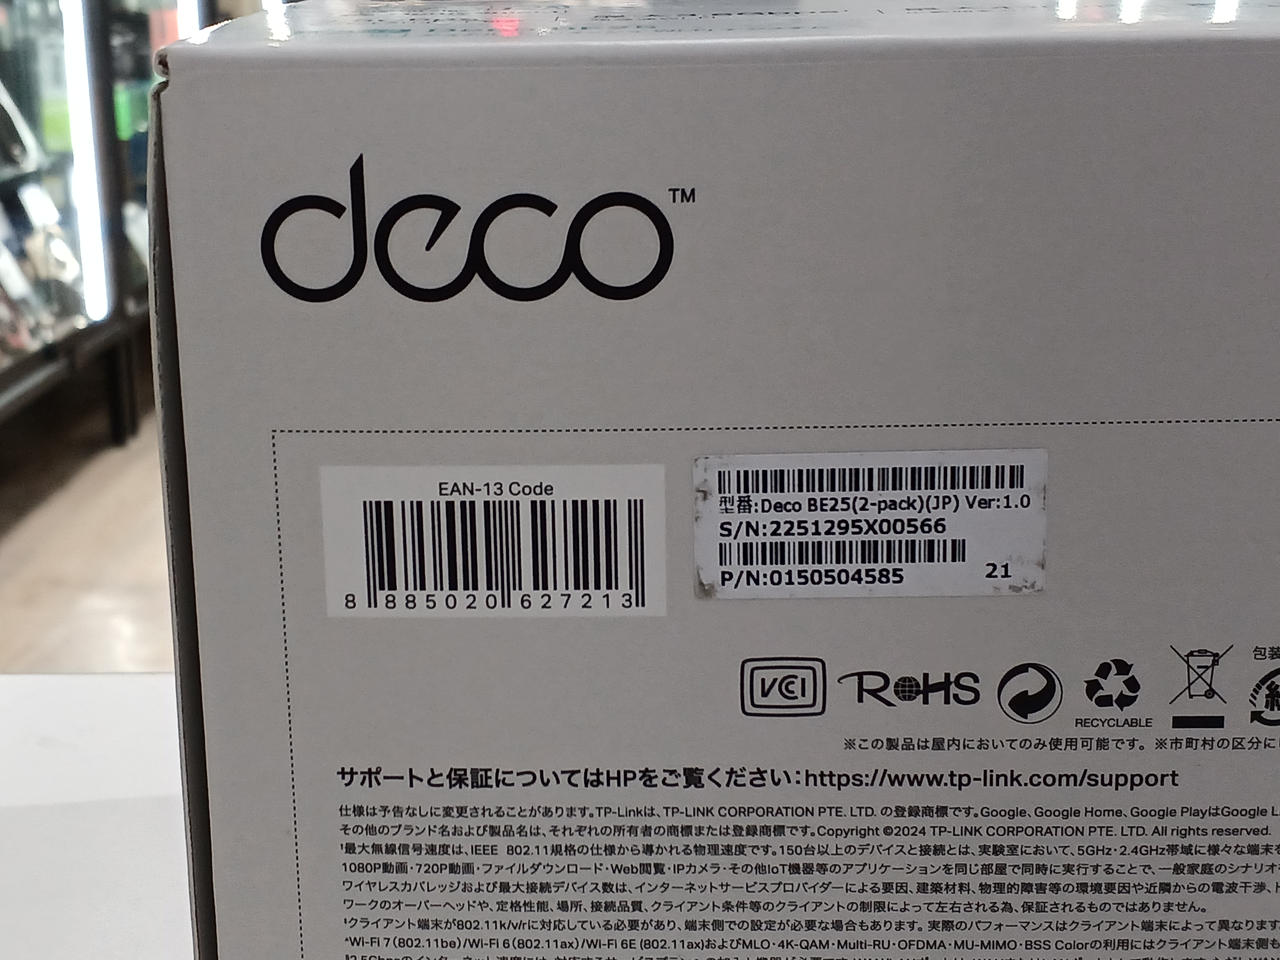 deco™
EAN-13 Code
8 885020 627213
型番:Deco BE25(2-pack)(JP) Ver:1.0
S/N:2251295X00566
P/N:0150504585 21
VCI
RoHS
RECYCLABLE
包装
※この製品は屋内においてのみ使用可能です。※市町村の区分に
サポートと保証についてはHPをご覧ください:https://www.tp-link.com/support
仕様は予告なしに変更されることがあります。TP-Linkは、TP-LINK CORPORATION PTE. LTD. の登録商標です。Google、Google Home、Google PlayはGoogle L
その他のブランド名および製品名は、それぞれの所有者の商標または登録商標です。Copyright ©2024 TP-LINK CORPORATION PTE. LTD. All rights reserved.
¹最大無線信号速度は、IEEE 802.11規格の仕様から導かれる物理速度です。150台以上のデバイスと接続とは、実験室において、5GHz・2.4GHz帯域に様々な端末を
1080P動画・720P動画・ファイルダウンロード・Web閲覧・IPカメラ・その他IoT機器等のアプリケーションを同じ部屋で同時に実行することで、一般家庭のシナリオ
ワイヤレスカバレッジおよび最大接続デバイス数は、インターネットサービスプロバイダーによる要因、建築材料、物理的障害等の環境要因や近隣からの電波干渉、
ワークのオーバーヘッドや、定格性能、場所、接続品質、クライアント条件等のクライアントの制限によって左右される為、保証されるものではありません。
クライアント端末が802.11k/v/rに対応している必要があり、端末側での設定が必要な場合もあります。実際のパフォーマンスはクライアント端末によって異なります
Wi-Fi 7 (802.11be)/Wi-Fi 6 (802.11ax)/Wi-Fi 6E (802.11ax)およびMLO・4K-QAM・Multi-RU・OFDMA・MU-MIMO・BSS Colorの利用にはクライアント端末側も